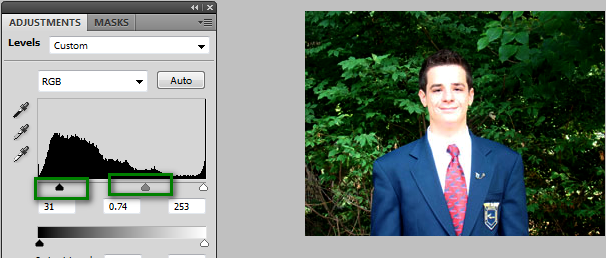 ADJUSTMENTS MASKS
Levels Custom
RGB Auto
31 0.74 253